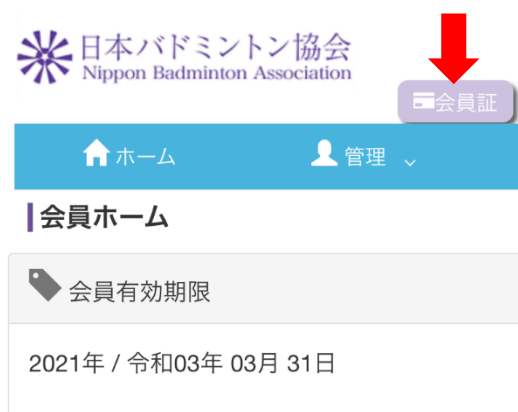 日本バドミントン協会
Nippon Badminton Association
会員証
ホーム 管理
会員ホーム
会員有効期限
2021年 / 令和03年 03月 31日